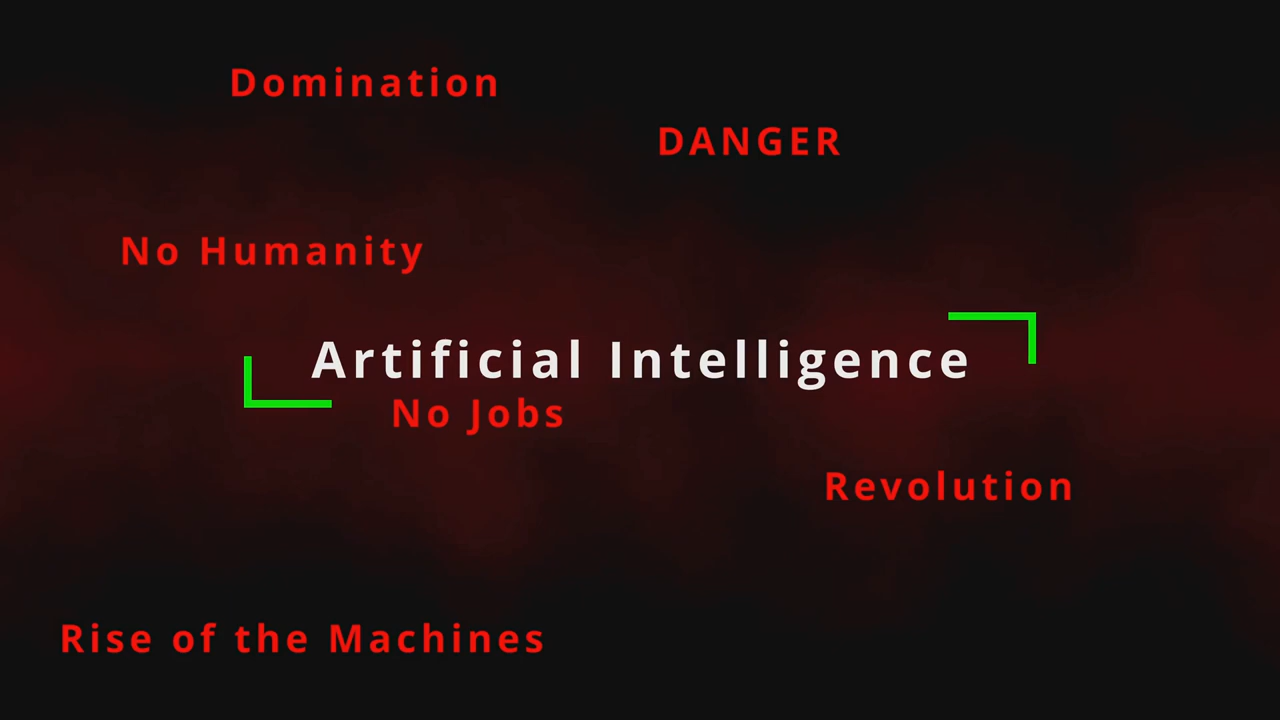 Domination
DANGER
No Humanity
Artificial Intelligence
No Jobs
Revolution
Rise of the Machines